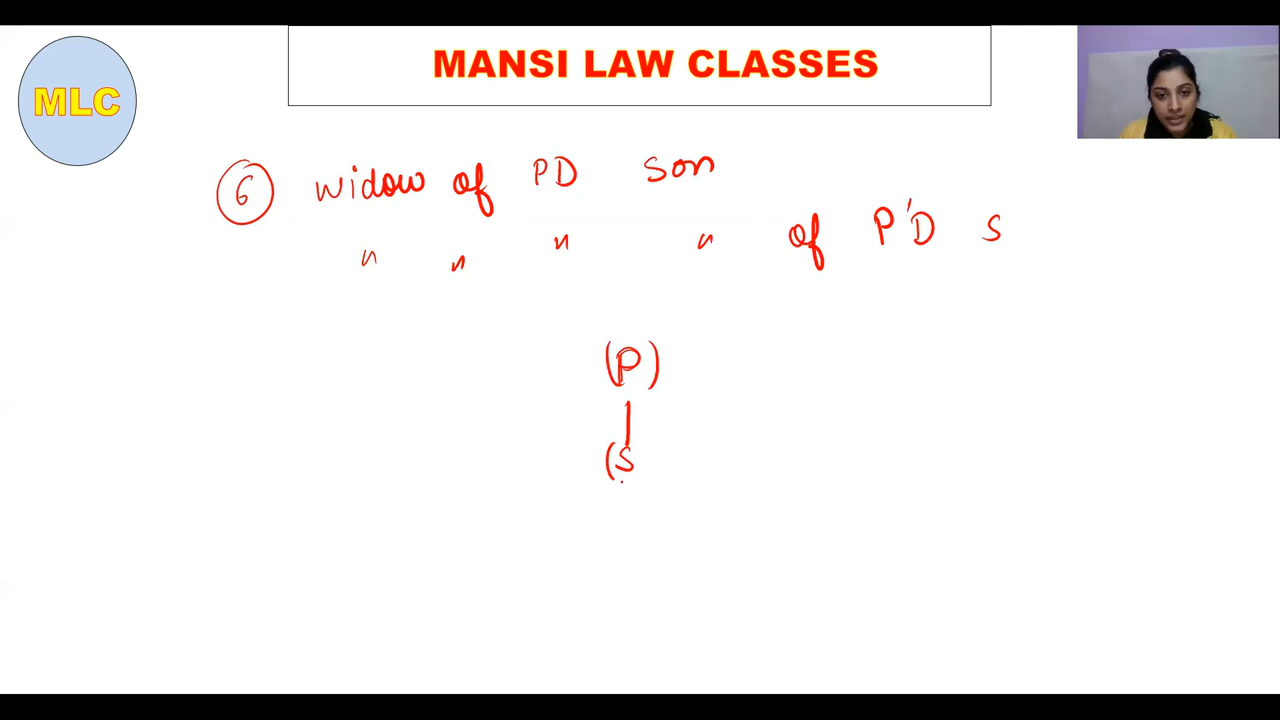 MANSI LAW CLASSES
MLC
6 widow of PD son
" " " " of P'D S
(P)
(S